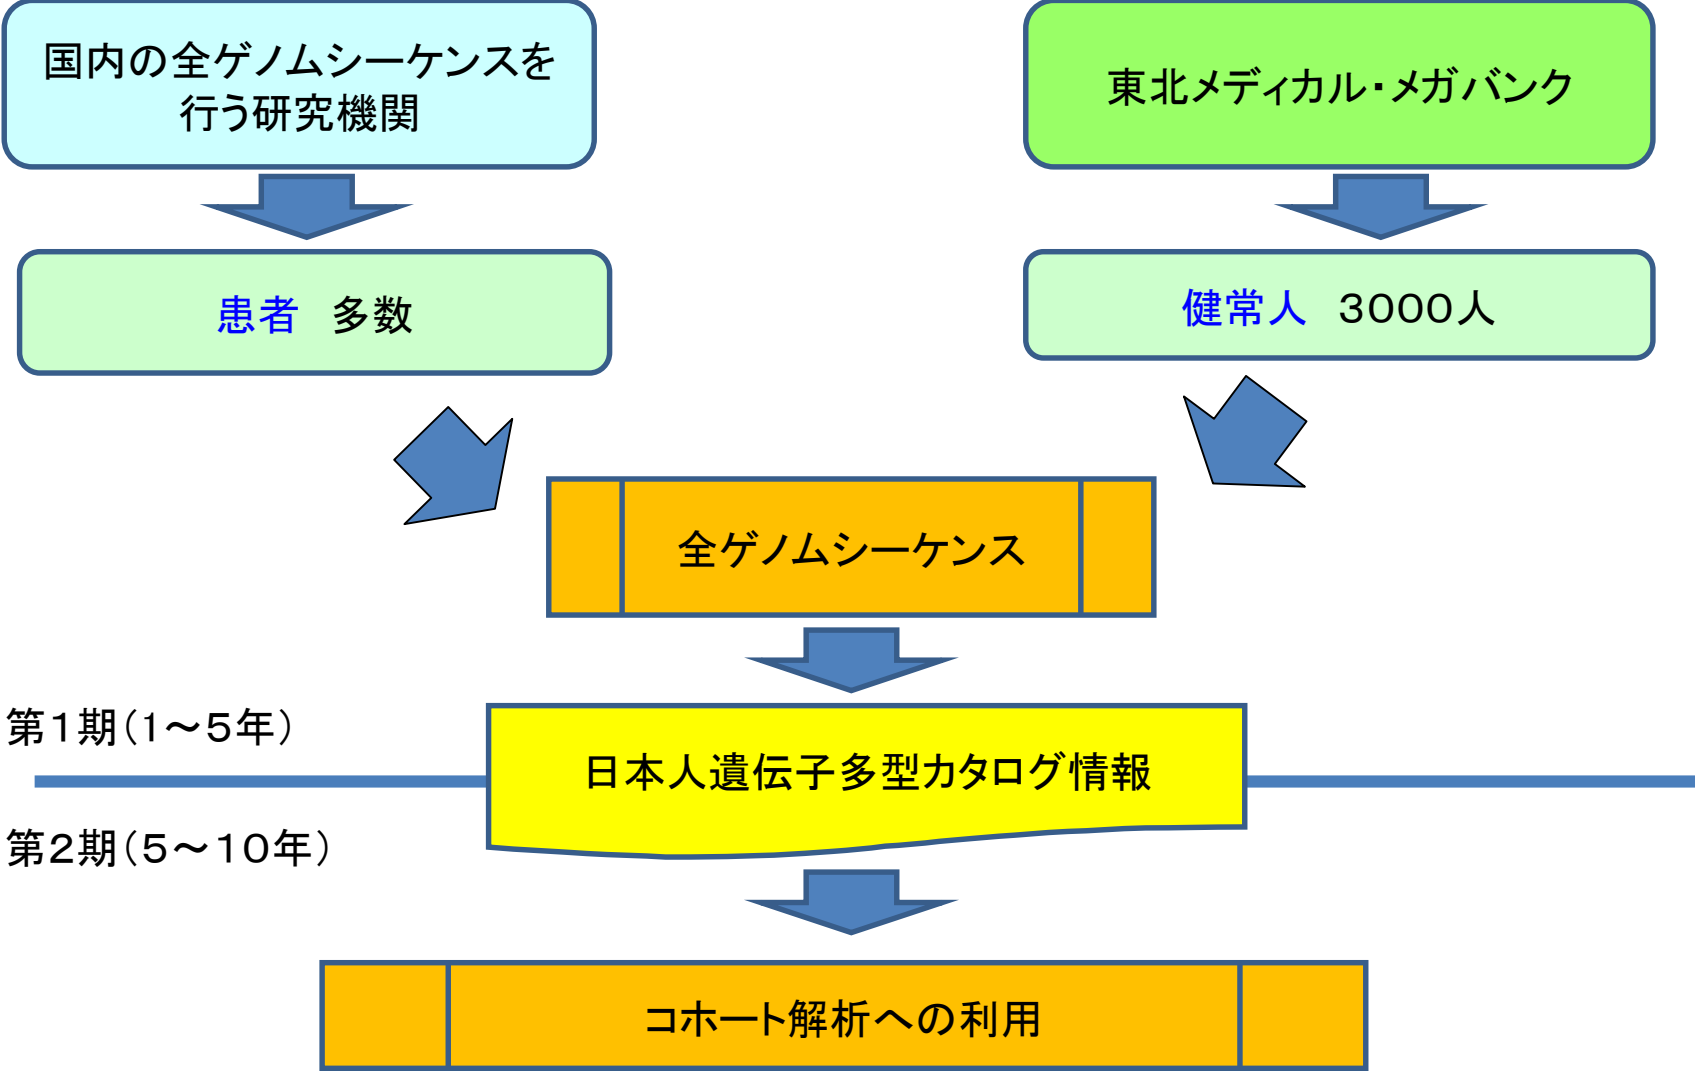 国内の全ゲノムシーケンスを
行う研究機関
東北メディカル・メガバンク
患者　多数
健常人　３０００人
全ゲノムシーケンス
第１期（1～５年）
日本人遺伝子多型カタログ情報
第２期（５～１０年）
コホート解析への利用